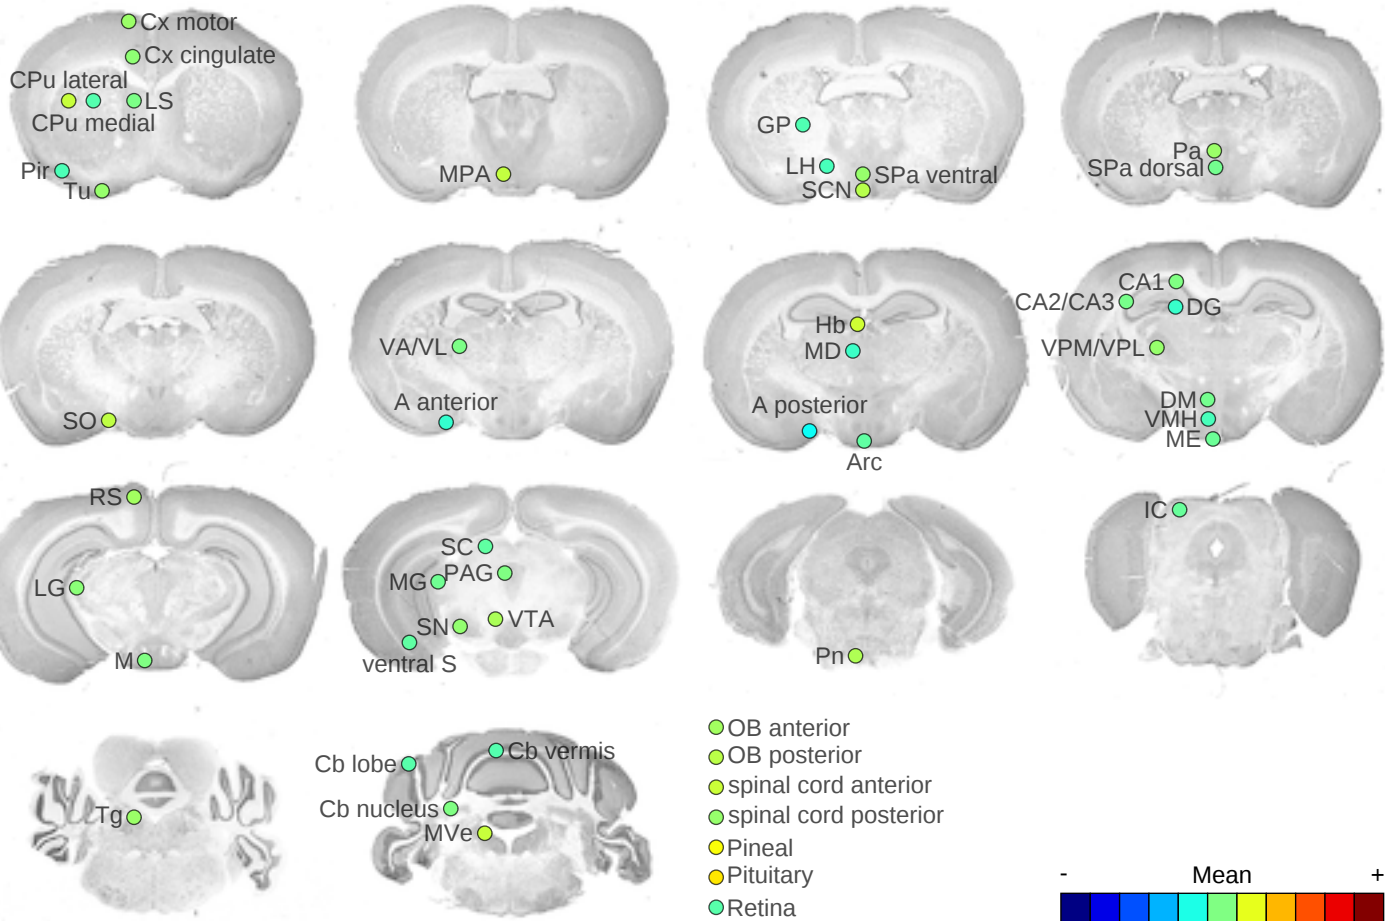 Cx motor
Cx cingulate
CPu lateral
LS
CPu medial
Pir
Tu
MPA
GP
LH
SPa ventral
SCN
Pa
SPa dorsal
SO
VA/VL
A anterior
Hb
MD
A posterior
Arc
CA1
CA2/CA3
DG
VPM/VPL
DM
VMH
ME
RS
LG
M
SC
MG
PAG
SN
VTA
ventral S
Pn
IC
Tg
Cb lobe
Cb vermis
Cb nucleus
MVe
OB anterior
OB posterior
spinal cord anterior
spinal cord posterior
Pineal
Pituitary
Retina
- Mean +